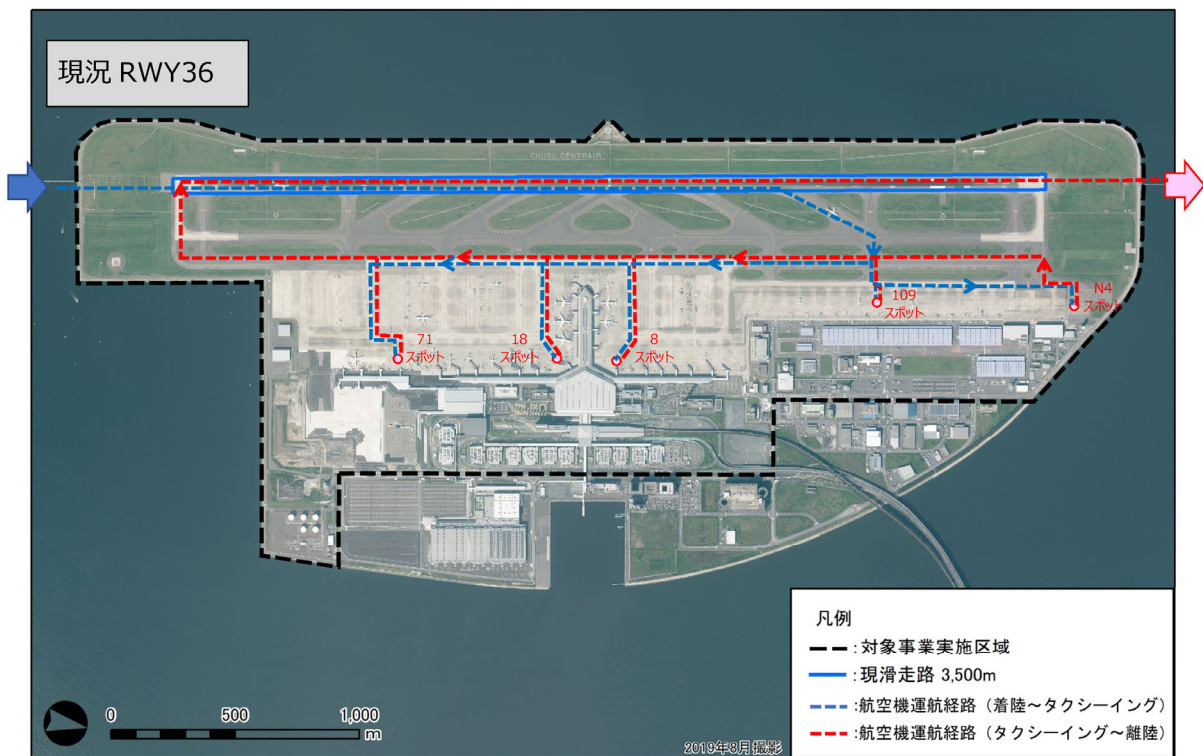 現況 RWY36
CHUBU CENTRAIR
109
スポット
N4
スポット
71
スポット
18
スポット
8
スポット
凡例
:対象事業実施区域
:現滑走路 3,500m
:航空機運航経路（着陸～タクシーイング）
:航空機運航経路（タクシーイング～離陸）
0 500 1,000
m
2019年8月撮影